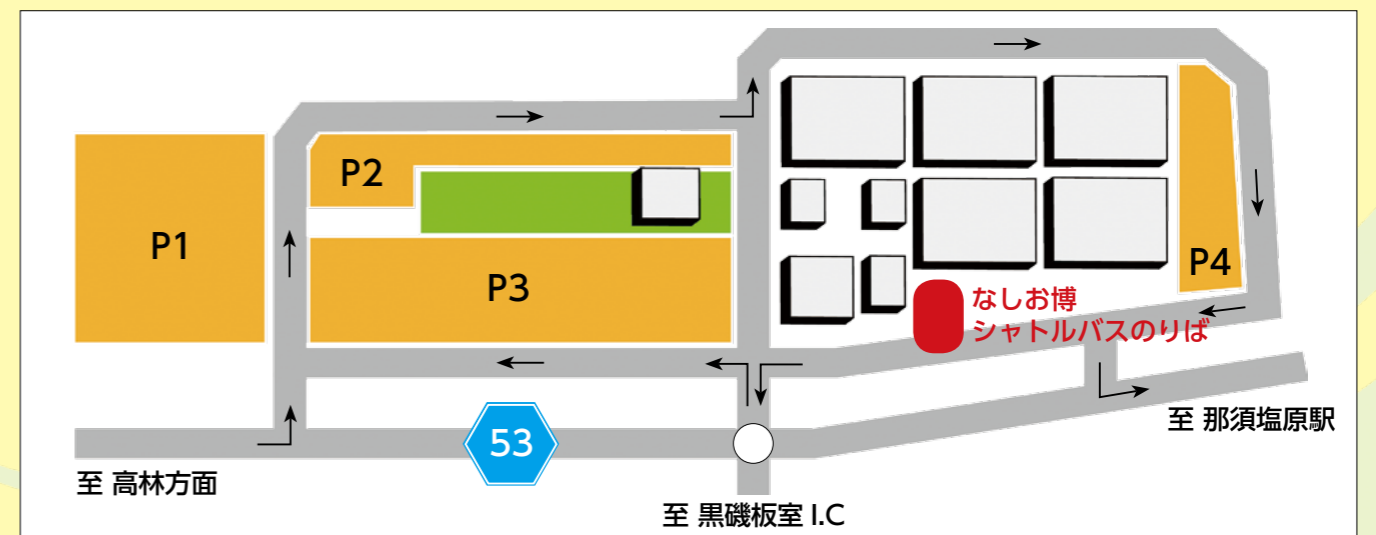 P1
P2
P3
P4
なしお博
シャトルバスのりば
53
至 高林方面
至 黒磯板室 I.C
至 那須塩原駅